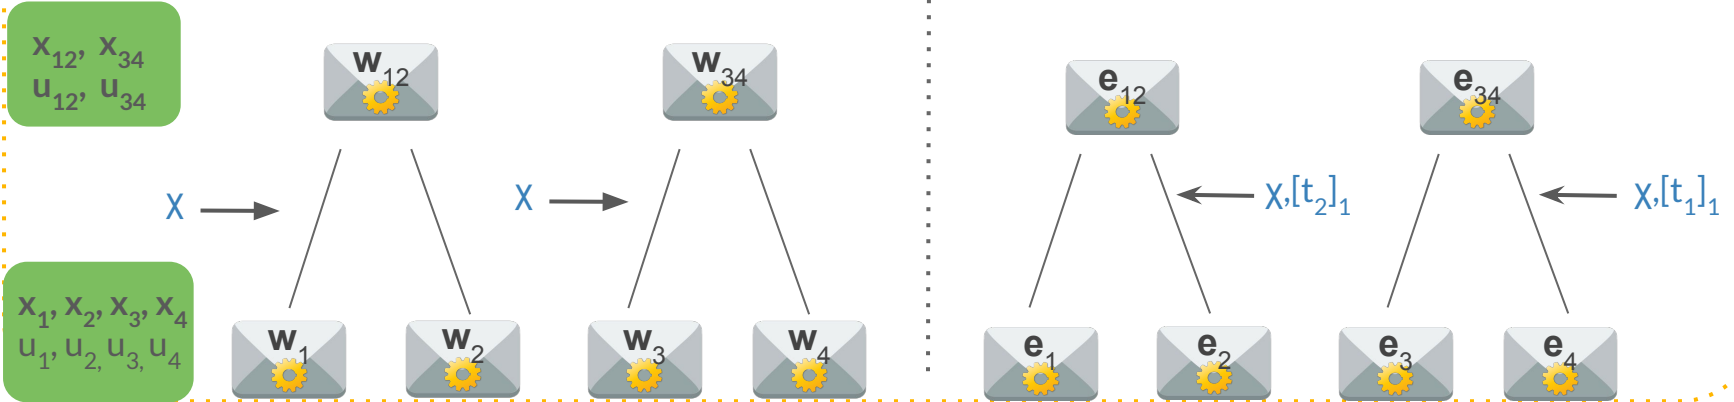 x12, x34
u12, u34
w12
w34
e12
e34
X
X
X,[t2]1
X,[t1]1
x1, x2, x3, x4
u1, u2, u3, u4
w1
w2
w3
w4
e1
e2
e3
e4